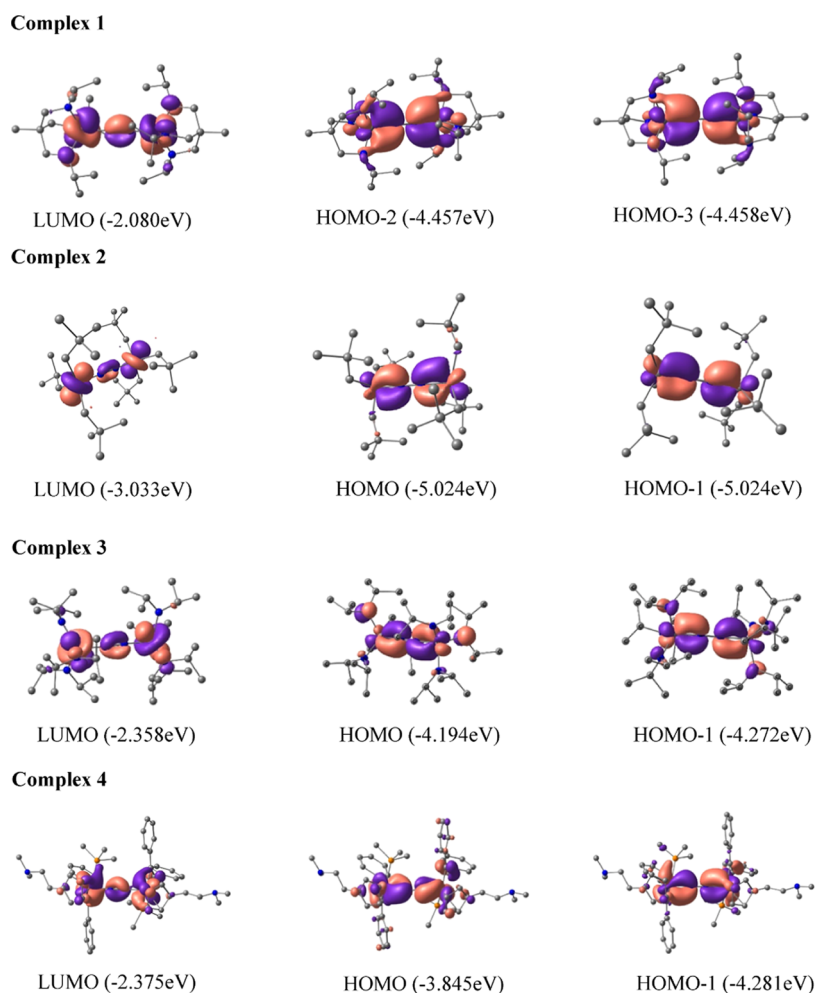 Complex 1
LUMO (-2.080eV) HOMO-2 (-4.457eV) HOMO-3 (-4.458eV)
Complex 2
LUMO (-3.033eV) HOMO (-5.024eV) HOMO-1 (-5.024eV)
Complex 3
LUMO (-2.358eV) HOMO (-4.194eV) HOMO-1 (-4.272eV)
Complex 4
LUMO (-2.375eV) HOMO (-3.845eV) HOMO-1 (-4.281eV)